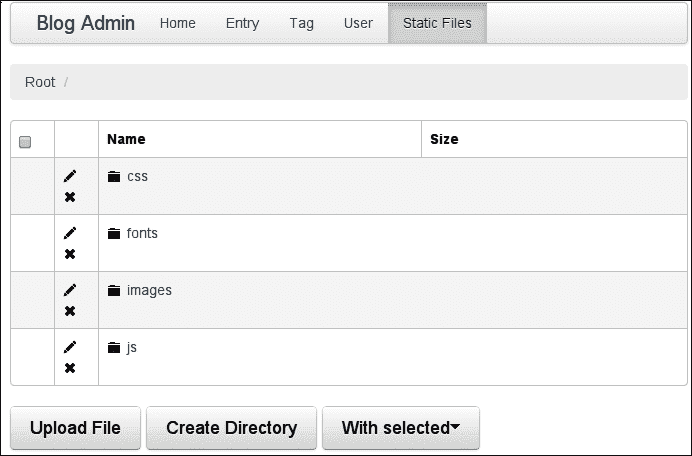 Blog Admin Home Entry Tag User Static Files
Root /
Name Size
css
fonts
images
js
Upload File Create Directory With selected